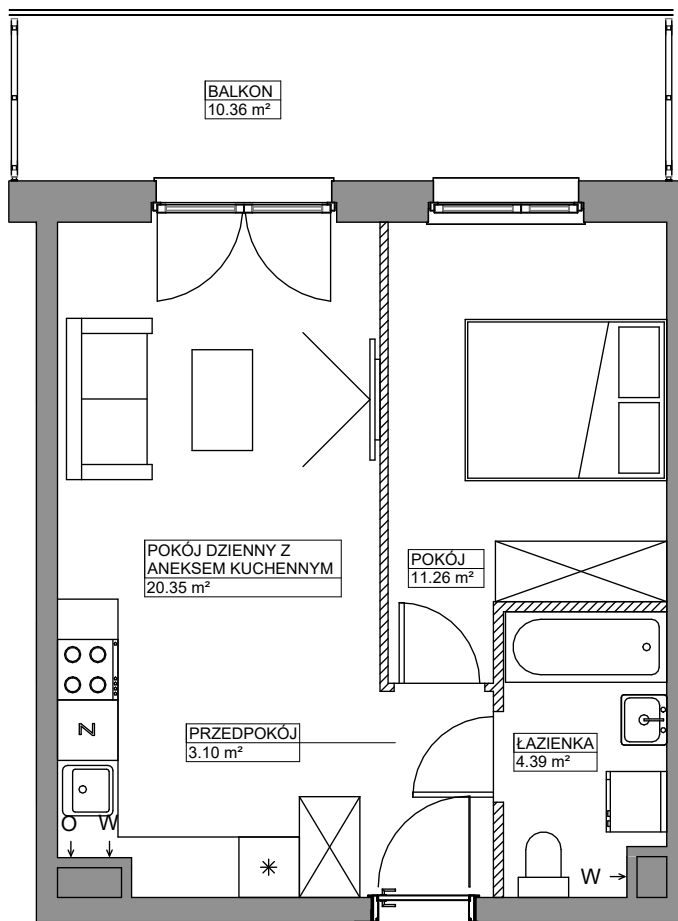 BALKON
10.36 m²
POKÓJ DZIENNY Z
ANEKSEM KUCHENNYM
20.35 m²
POKÓJ
11.26 m²
PRZEDPOKÓJ
3.10 m²
ŁAZIENKA
4.39 m²
Z
O W
W